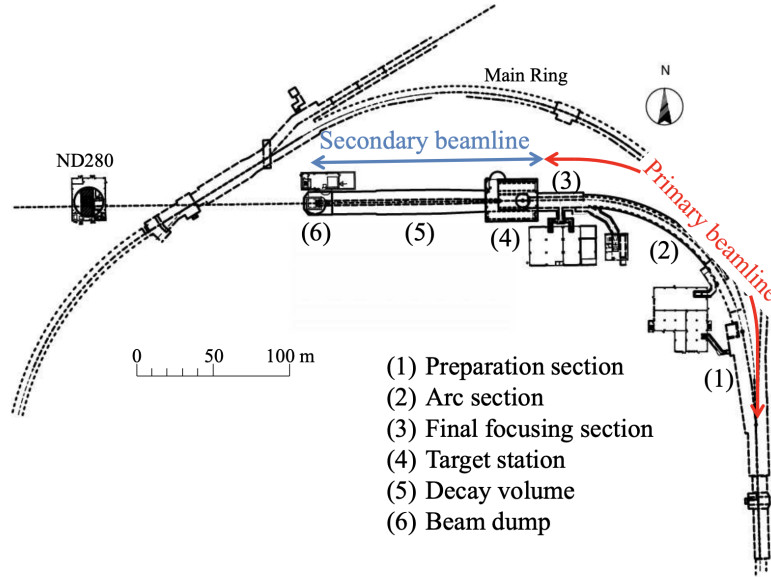 Main Ring
N
Secondary beamline
ND280
Primary beamline
(3)
(6)
(5)
(4)
(2)
(1)
0 50 100 m
(1) Preparation section
(2) Arc section
(3) Final focusing section
(4) Target station
(5) Decay volume
(6) Beam dump